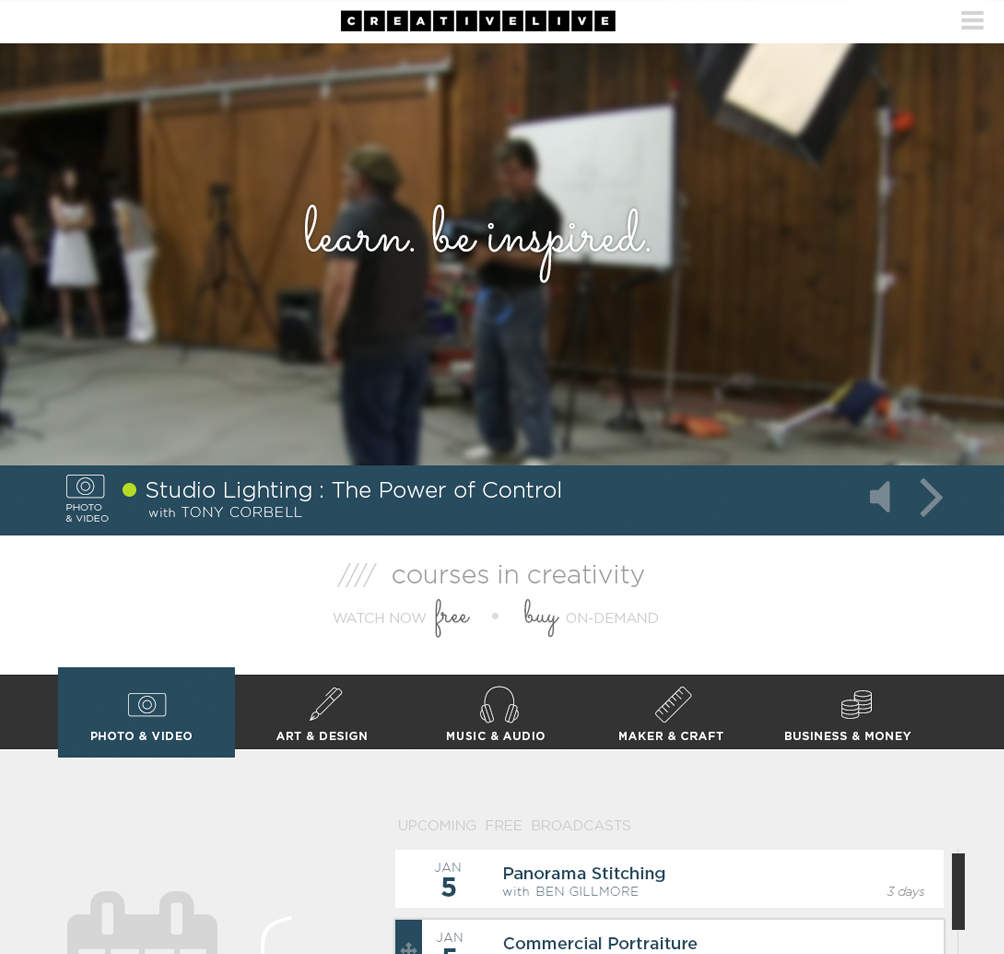 CREATIVELIVE
learn. be inspired.
Studio Lighting : The Power of Control
PHOTO
& VIDEO
with TONY CORBELL
//// courses in creativity
WATCH NOW free • buy ON-DEMAND
PHOTO & VIDEO
ART & DESIGN
MUSIC & AUDIO
MAKER & CRAFT
BUSINESS & MONEY
UPCOMING FREE BROADCASTS
JAN
5
Panorama Stitching
with BEN GILLMORE
3 days
JAN
5
Commercial Portraiture